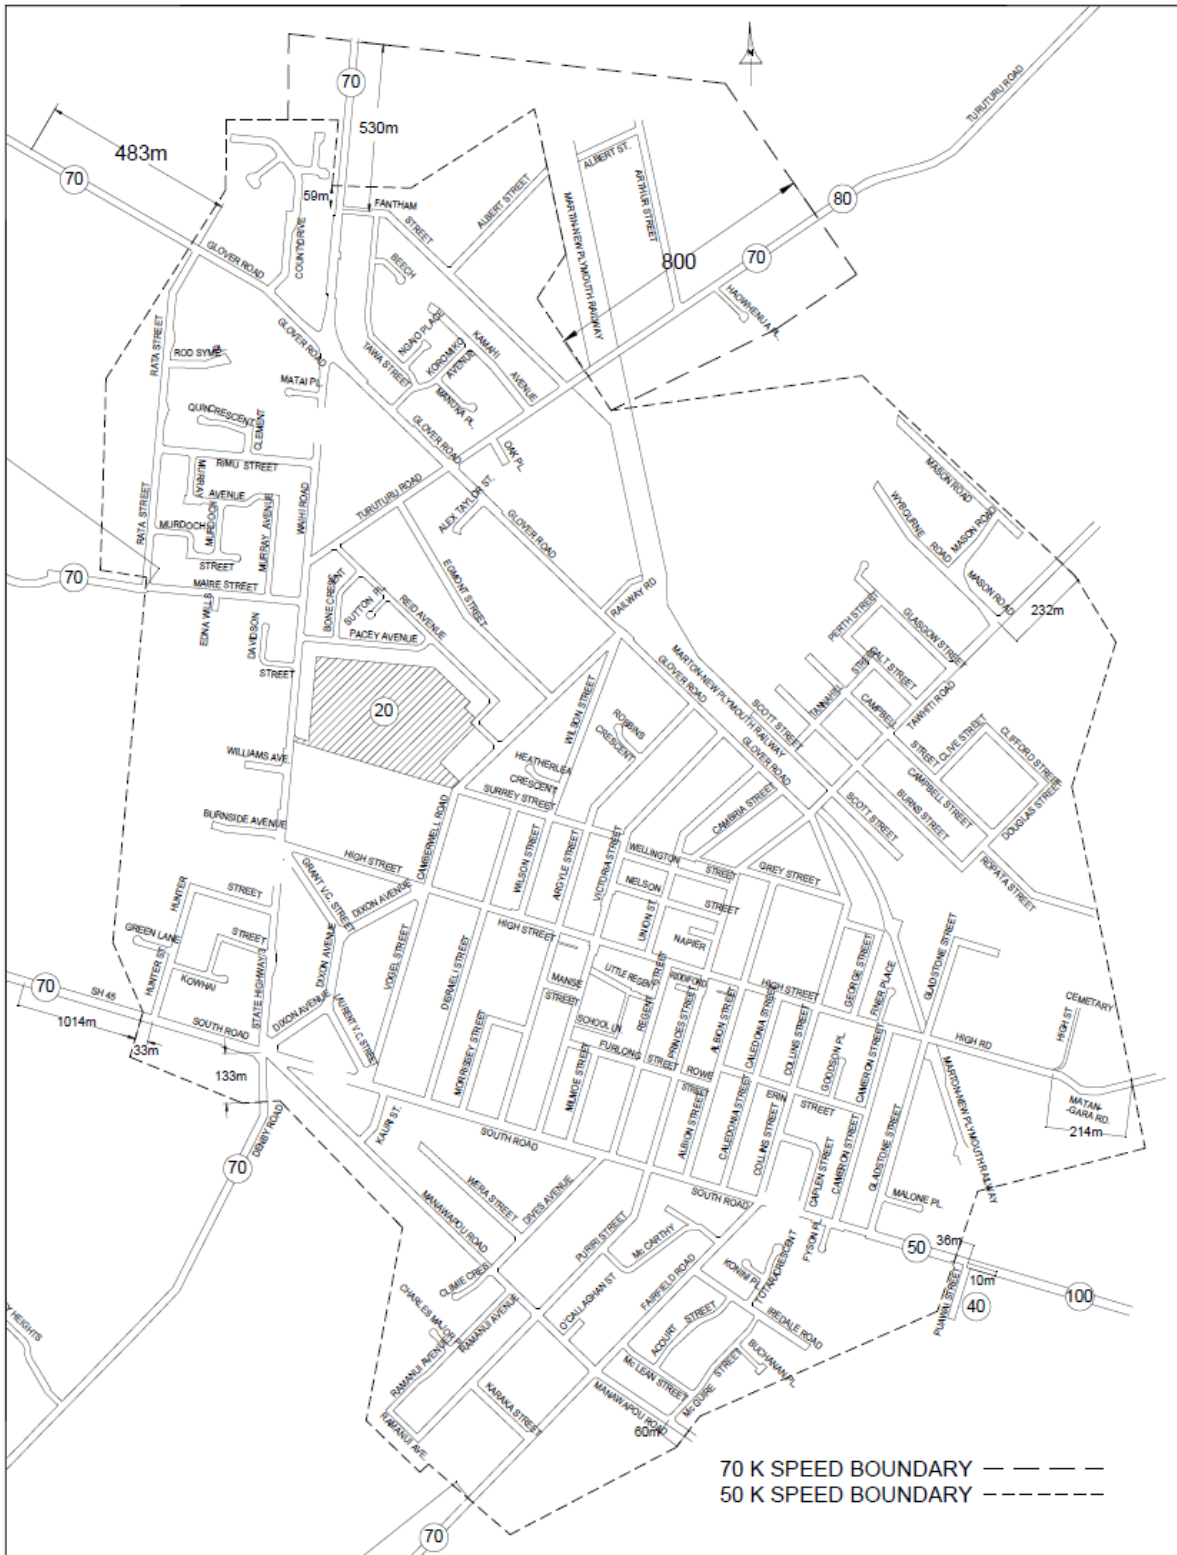 70
TURUTURU ROAD
530m
483m
70
ALBERT ST.
59m
FANTHAM
STREET
ALBERT STREET
ARTHUR STREET
MARTIN-NEW PLYMOUTH RAILWAY
80
COUNTY DRIVE
GLOVER ROAD
BEECH
800
70
HAOWHENUA PL.
RATA STREET
GLOVER ROAD
NGAIO PLACE
KOROMIKO
AVENUE
KAMAHI
AVENUE
ROD SYME
PL
TAWA STREET
MATAI PL.
MANUKA PL.
QUIN CRESCENT
CLEMENT
GLOVER ROAD
OAK PL.
RIMU STREET
MURRAY
AVENUE
MASON ROAD
WAIHI ROAD
TURUTURU ROAD
ALEX TAYLOR ST.
WYBOURNE
ROAD
MASON ROAD
RATA STREET
MURDOCH
MURDOCH
STREET
MURRAY AVENUE
GLOVER ROAD
EGMONT STREET
70
MAIRE STREET
MASON ROAD
BONE CRESENT
SUTTON PL.
REID AVENUE
RAILWAY RD
232m
EDNA WILLS
DAVIDSON
STREET
PACEY AVENUE
PERTH STREET
GLASGOW STREET
GALT STREET
MARTON-NEW PLYMOUTH RAILWAY
GLOVER ROAD
TANNAHILL
STREET
CAMPBELL
STREET
TAWHITI ROAD
20
WILSON STREET
ROBBINS
CRESCENT
SCOTT STREET
CLIVE STREET
CLIFFORD STREET
WILLIAMS AVE.
HEATHERLEA
CRESCENT
GLOVER ROAD
CAMPBELL STREET
DOUGLAS STREET
SURREY STREET
BURNSIDE AVENUE
CAMBERWELL ROAD
CAMBRIA STREET
SCOTT STREET
BURNS STREET
HIGH STREET
WILSON STREET
ARGYLE STREET
VICTORIA STREET
WELLINGTON
STREET
GREY STREET
ROPATA STREET
GRANT V.C. STREET
DIXON AVENUE
NELSON
STREET
HUNTER
STREET
HIGH STREET
UNION ST.
NAPIER
GREEN LANE
STREET
DIXON AVENUE
VOGEL STREET
DISRAELI STREET
GEORGE STREET
GLADSTONE STREET
HUNTER ST.
KOWHAI
STATE HIGHWAY
MANSE
STREET
LITTLE REGENT
STREET
RIDDIFORD
HIGH STREET
FINER PLACE
70
SH 45
1014m
SOUTH ROAD
DIXON AVENUE
LAURENT V.C. STREET
SCHOOL LN
REGENT
PRINCES STREET
ALBION STREET
CALEDONIA STREET
COLLINS STREET
GOODSON PL.
CAMERON STREET
HIGH RD
CEMETARY
HIGH ST
33m
133m
MORRISSEY STREET
MILMOE STREET
FURLONG STREET
ROWE
STREET
ERIN
STREET
MARTON-NEW PLYMOUTH RAILWAY
MATAN-
-GARA RD.
214m
DENBY ROAD
KAURI ST.
SOUTH ROAD
ALBION STREET
CALEDONIA STREET
COLLINS STREET
CAPLEN STREET
CAMERON STREET
GLADSTONE STREET
70
WERA STREET
DIVES AVENUE
SOUTH ROAD
MALONE PL.
MANAWAPOU ROAD
PURIRI STREET
Mc CARTHY
FYSON PL.
50
36m
KONINI PL
TOTARA CRESCENT
10m
100
CLIMIE CRES
FAIRFIELD ROAD
PUAWAI STREET
40
O'CALLAGHAN ST
CHARLES MAJOR PL
RAMANUI AVENUE
RAMANUI AVENUE
ACOURT STREET
IREDALE ROAD
Y HEIGHTS
Mc LEAN STREET
BUCHANAN PL.
KARAKA STREET
MANAWAPOU ROAD
Mc GUIRE STREET
RAMANUI AVE.
60m
70 K SPEED BOUNDARY
50 K SPEED BOUNDARY
70